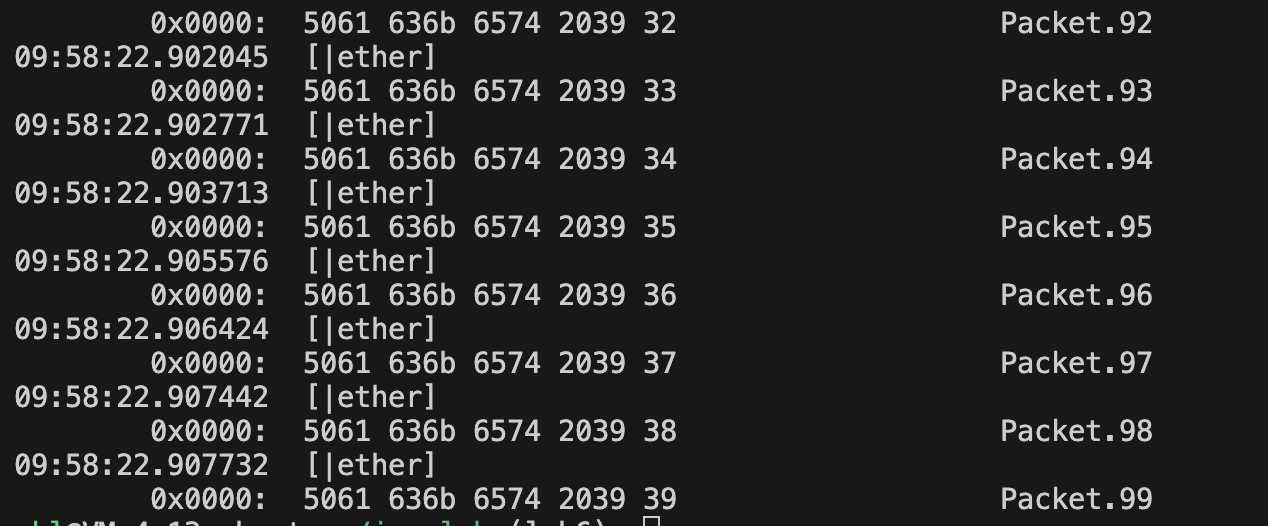 0x0000:  5061 636b 6574 2039 32                   Packet.92
09:58:22.902045  [|ether]
0x0000:  5061 636b 6574 2039 33                   Packet.93
09:58:22.902771  [|ether]
0x0000:  5061 636b 6574 2039 34                   Packet.94
09:58:22.903713  [|ether]
0x0000:  5061 636b 6574 2039 35                   Packet.95
09:58:22.905576  [|ether]
0x0000:  5061 636b 6574 2039 36                   Packet.96
09:58:22.906424  [|ether]
0x0000:  5061 636b 6574 2039 37                   Packet.97
09:58:22.907442  [|ether]
0x0000:  5061 636b 6574 2039 38                   Packet.98
09:58:22.907732  [|ether]
0x0000:  5061 636b 6574 2039 39                   Packet.99